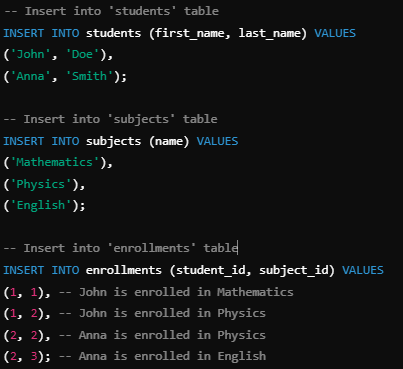 -- Insert into 'students' table
INSERT INTO students (first_name, last_name) VALUES
('John', 'Doe'),
('Anna', 'Smith');
-- Insert into 'subjects' table
INSERT INTO subjects (name) VALUES
('Mathematics'),
('Physics'),
('English');
-- Insert into 'enrollments' table
INSERT INTO enrollments (student_id, subject_id) VALUES
(1, 1), -- John is enrolled in Mathematics
(1, 2), -- John is enrolled in Physics
(2, 2), -- Anna is enrolled in Physics
(2, 3); -- Anna is enrolled in English